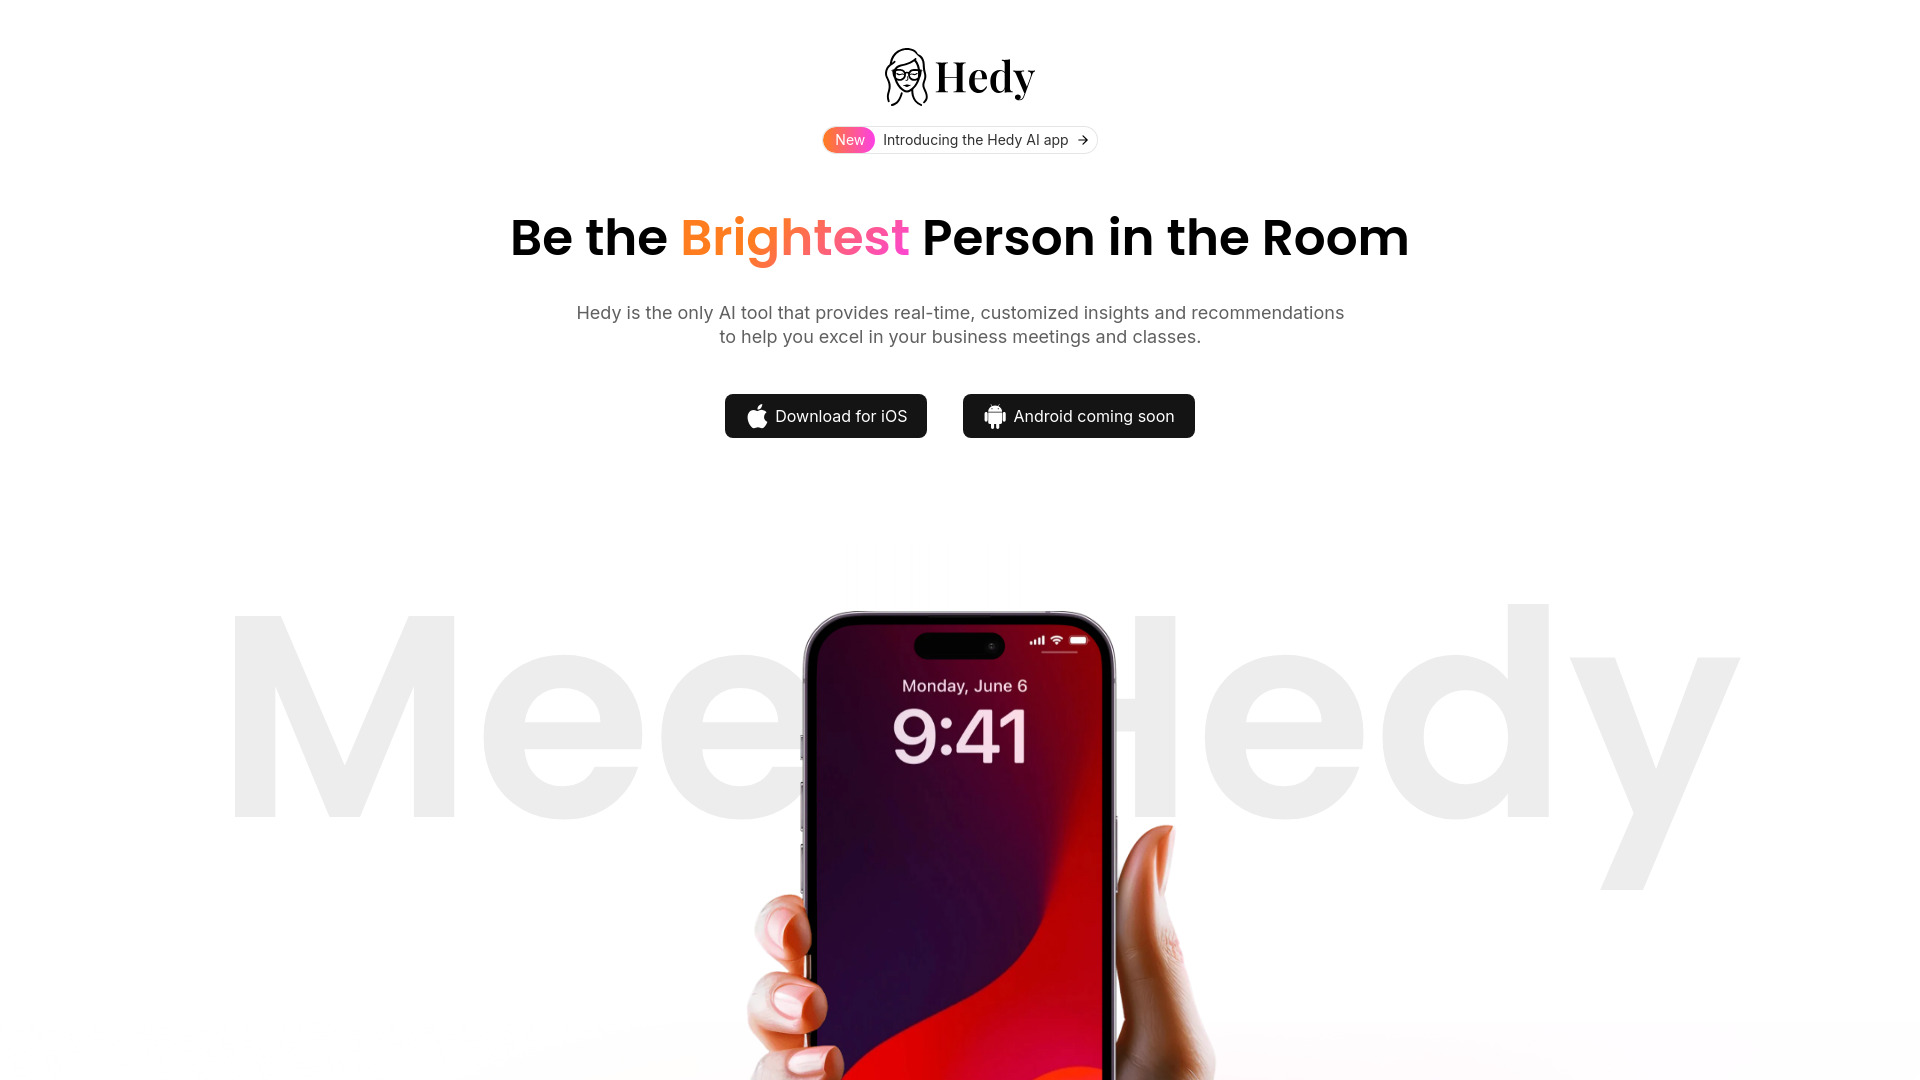 Hedy
New Introducing the Hedy AI app
Be the Brightest Person in the Room
Hedy is the only AI tool that provides real-time, customized insights and recommendations
to help you excel in your business meetings and classes.
Download for iOS
Android coming soon
Meet Hedy
Monday, June 6
9:41